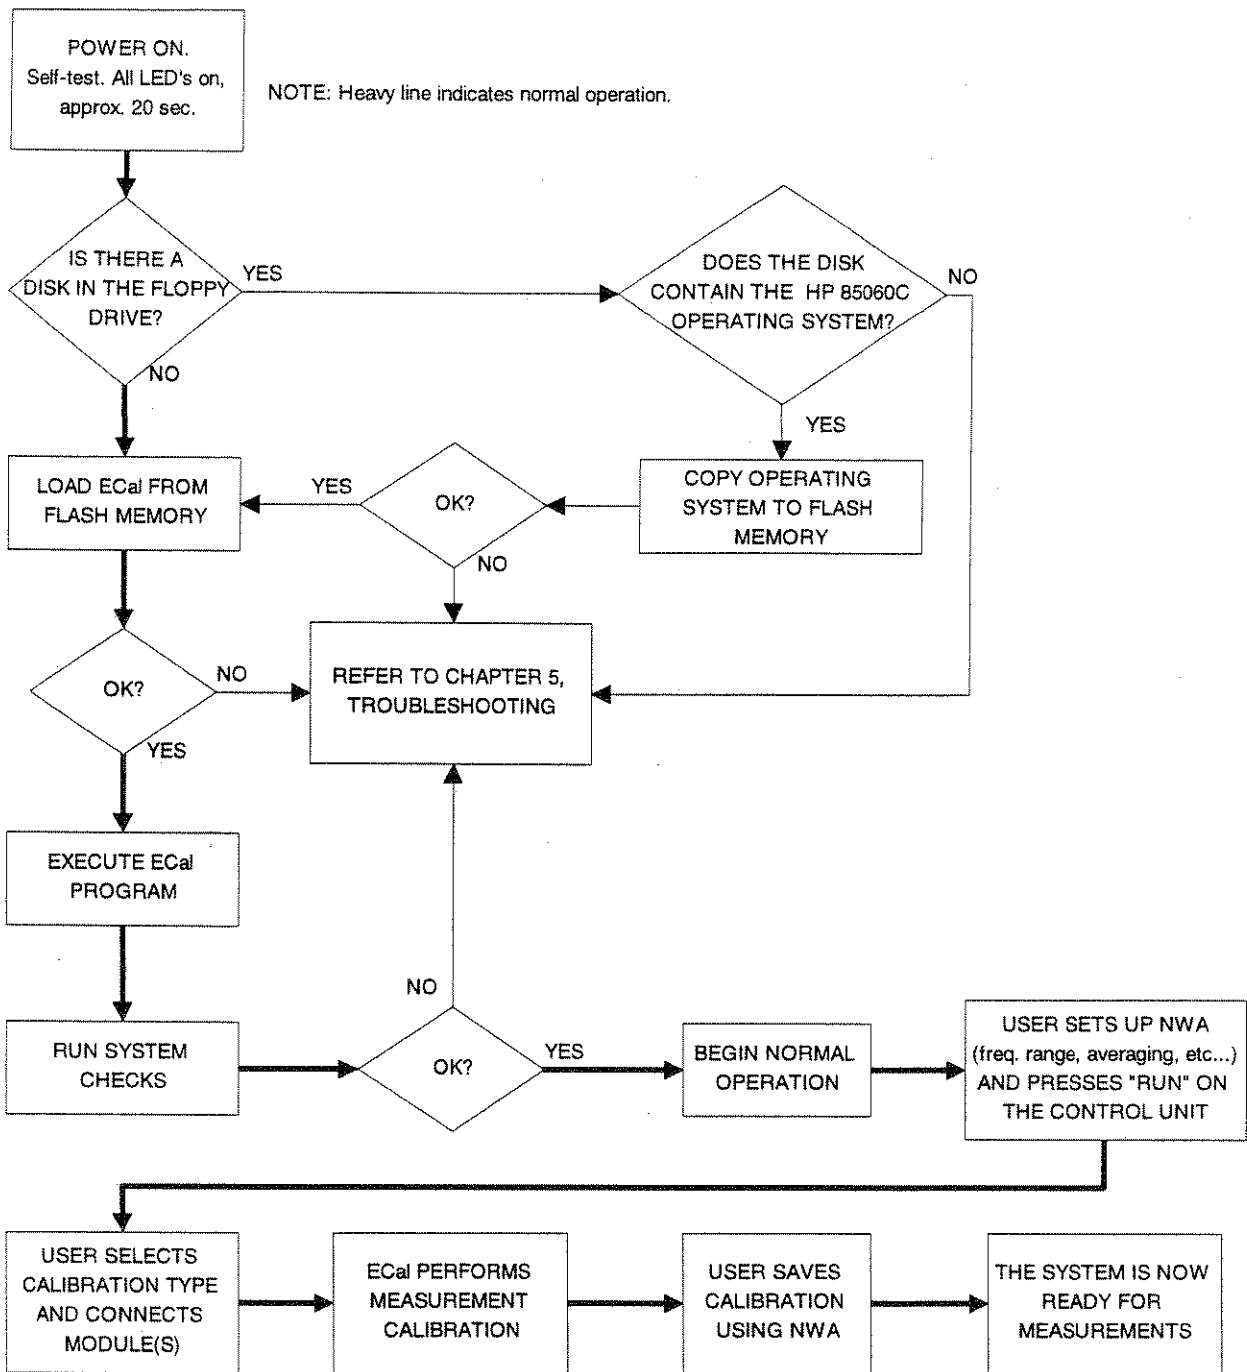 POWER ON.
Self-test. All LED's on,
approx. 20 sec.
NOTE: Heavy line indicates normal operation.
IS THERE A
DISK IN THE FLOPPY
DRIVE?
YES
NO
DOES THE DISK
CONTAIN THE HP 85060C
OPERATING SYSTEM?
NO
YES
LOAD ECal FROM
FLASH MEMORY
YES
OK?
NO
COPY OPERATING
SYSTEM TO FLASH
MEMORY
OK?
NO
YES
REFER TO CHAPTER 5,
TROUBLESHOOTING
EXECUTE ECal
PROGRAM
RUN SYSTEM
CHECKS
NO
OK?
YES
BEGIN NORMAL
OPERATION
USER SETS UP NWA
(freq. range, averaging, etc...)
AND PRESSES "RUN" ON
THE CONTROL UNIT
USER SELECTS
CALIBRATION TYPE
AND CONNECTS
MODULE(S)
ECal PERFORMS
MEASUREMENT
CALIBRATION
USER SAVES
CALIBRATION
USING NWA
THE SYSTEM IS NOW
READY FOR
MEASUREMENTS